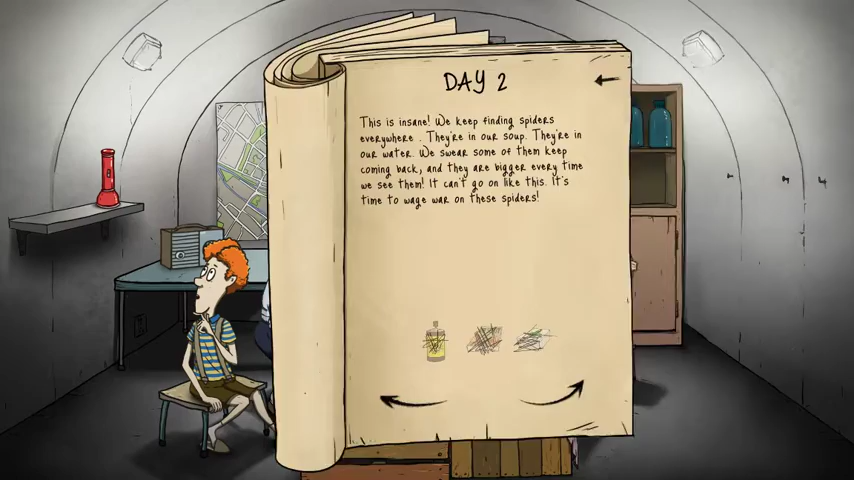 DAY 2
This is insane! We keep finding spiders
everywhere . They're in our soup. They're in
our water. We swear some of them keep
coming back, and they are bigger every time
we see them! It can't go on like this. It's
time to wage war on these spiders!